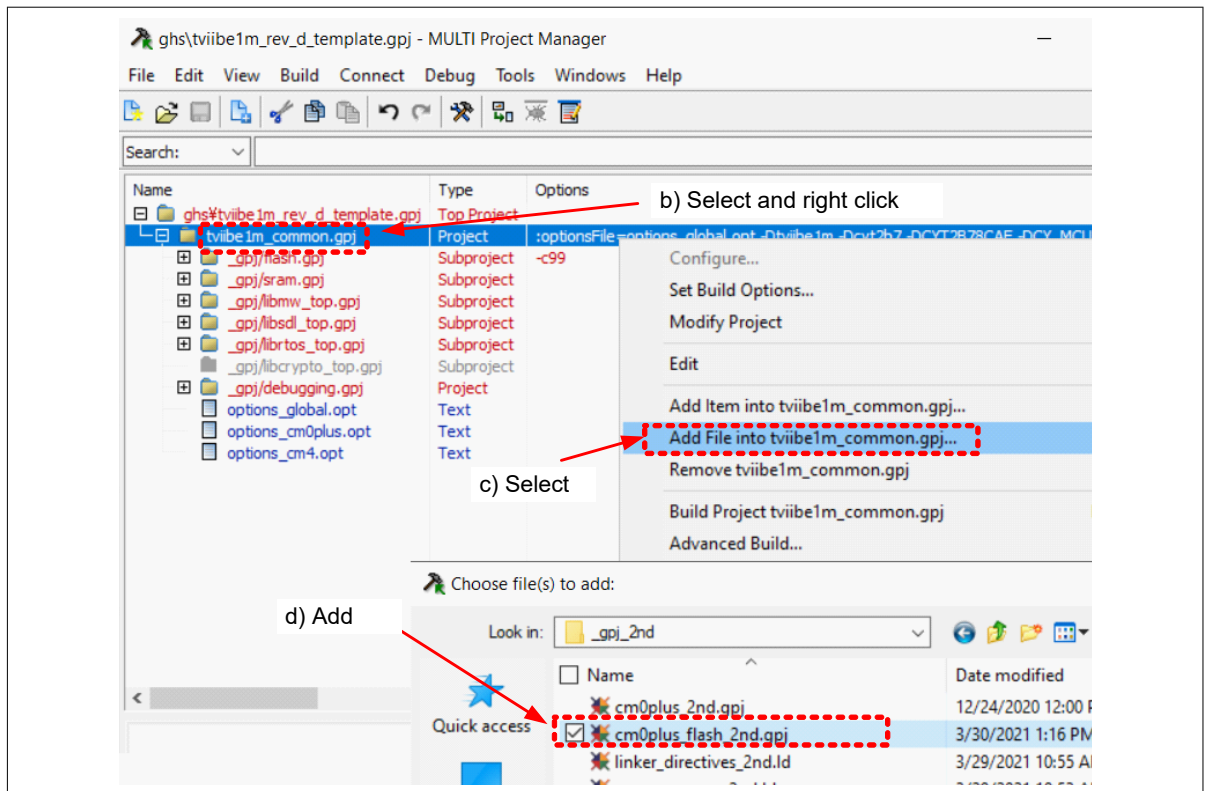 ghs\tviibe1m_rev_d_template.gpj - MULTI Project Manager
File Edit View Build Connect Debug Tools Windows Help
Search:
Name Type Options
b) Select and right click
ghs¥tviibe1m_rev_d_template.gpj Top Project
tviibe1m_common.gpj Project :optionsFile=options_global.opt -Dtviibe1m -Dcyt2b7 -DCYT2B78CAE -DCY_MCU
_gpj/flash.gpj Subproject -c99
Configure...
_gpj/sram.gpj Subproject
Set Build Options...
_gpj/libmw_top.gpj Subproject
_gpj/libsdl_top.gpj Subproject
Modify Project
_gpj/librtos_top.gpj Subproject
_gpj/libcrypto_top.gpj Subproject
Edit
_gpj/debugging.gpj Project
options_global.opt Text
Add Item into tviibe1m_common.gpj...
options_cm0plus.opt Text
Add File into tviibe1m_common.gpj...
options_cm4.opt Text
Remove tviibe1m_common.gpj
c) Select
Build Project tviibe1m_common.gpj
Advanced Build...
Choose file(s) to add:
d) Add
Look in: _gpj_2nd
Name Date modified
cm0plus_2nd.gpj 12/24/2020 12:00
Quick access
cm0plus_flash_2nd.gpj 3/30/2021 1:16 PM
linker_directives_2nd.ld 3/29/2021 10:55